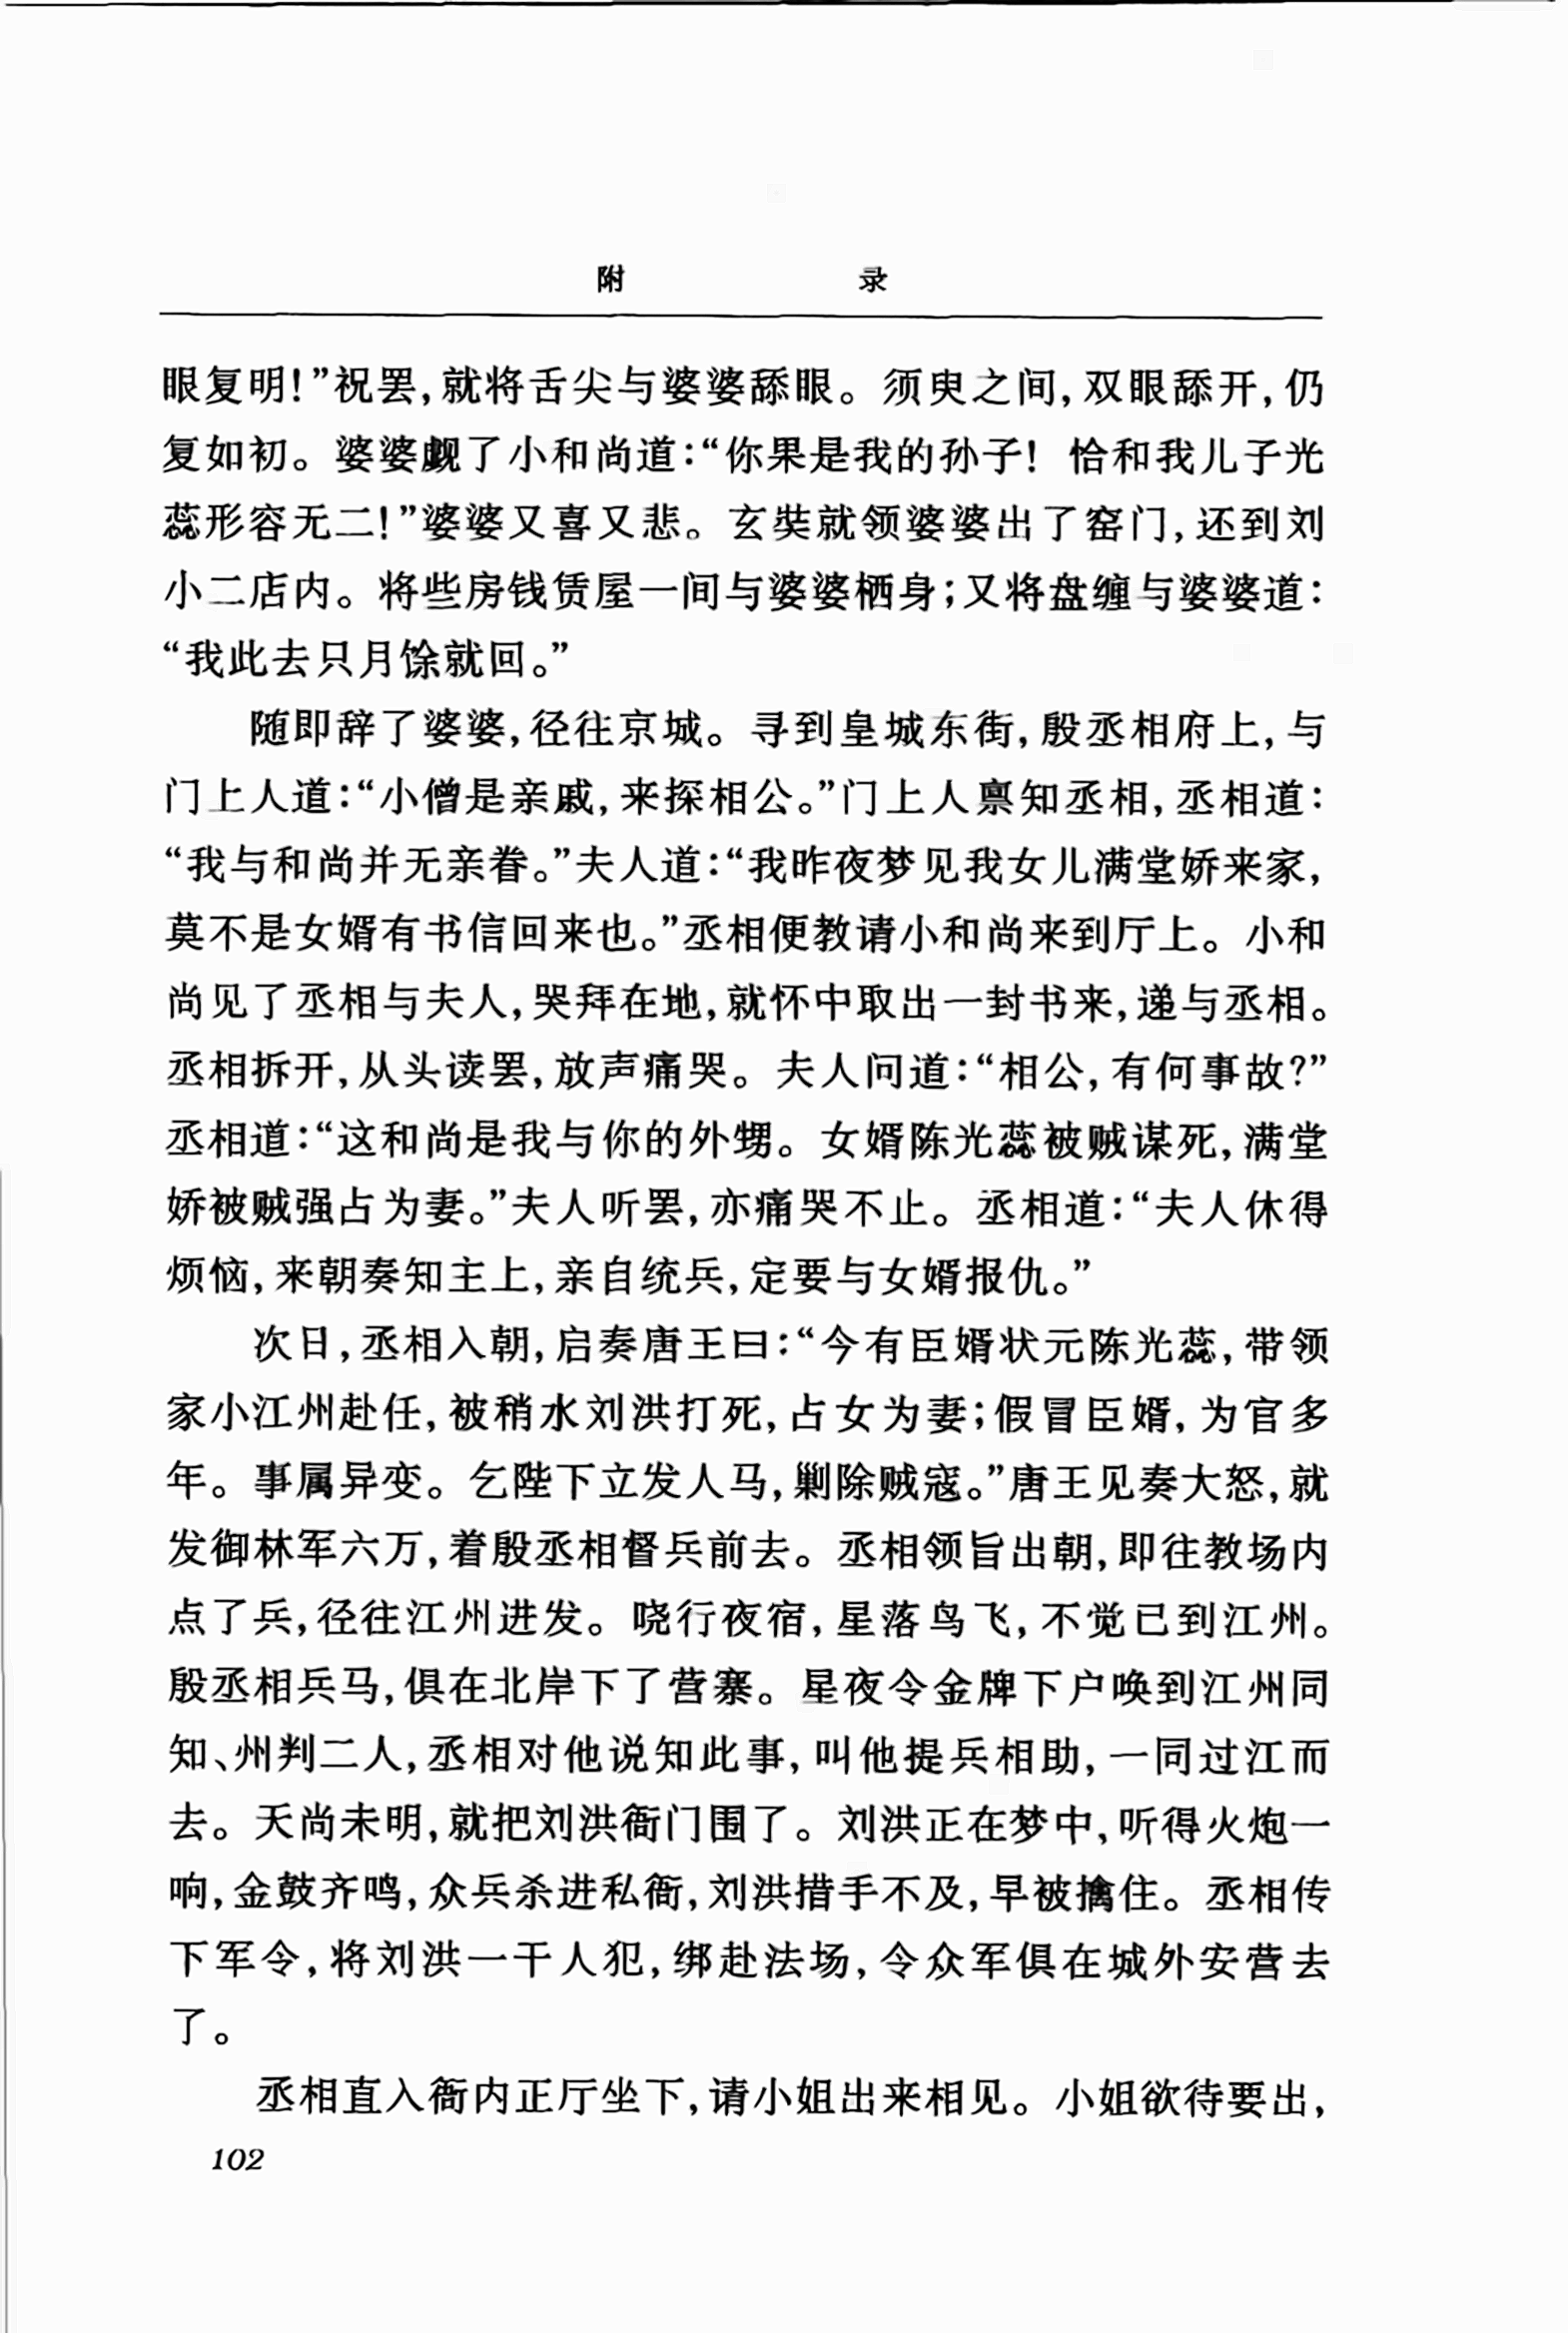 附 录
眼复明！”祝罢，就将舌尖与婆婆舔眼。须臾之间，双眼舔开，仍
复如初。婆婆觑了小和尚道：“你果是我的孙子！恰和我儿子光
蕊形容无二！”婆婆又喜又悲。玄奘就领婆婆出了窑门，还到刘
小二店内。将些房钱赁屋一间与婆婆栖身；又将盘缠与婆婆道：
“我此去只月馀就回。”
随即辞了婆婆，径往京城。寻到皇城东街，殷丞相府上，与
门上人道：“小僧是亲戚，来探相公。”门上人禀知丞相，丞相道：
“我与和尚并无亲眷。”夫人道：“我昨夜梦见我女儿满堂娇来家，
莫不是女婿有书信回来也。”丞相便教请小和尚来到厅上。小和
尚见了丞相与夫人，哭拜在地，就怀中取出一封书来，递与丞相。
丞相拆开，从头读罢，放声痛哭。夫人问道：“相公，有何事故？”
丞相道：“这和尚是我与你的外甥。女婿陈光蕊被贼谋死，满堂
娇被贼强占为妻。”夫人听罢，亦痛哭不止。丞相道：“夫人休得
烦恼，来朝奏知主上，亲自统兵，定要与女婿报仇。”
次日，丞相入朝，启奏唐王曰：“今有臣婿状元陈光蕊，带领
家小江州赴任，被稍水刘洪打死，占女为妻；假冒臣婿，为官多
年。事属异变。乞陛下立发人马，剿除贼寇。”唐王见奏大怒，就
发御林军六万，着殷丞相督兵前去。丞相领旨出朝，即往教场内
点了兵，径往江州进发。晓行夜宿，星落鸟飞，不觉已到江州。
殷丞相兵马，俱在北岸下了营寨。星夜令金牌下户唤到江州同
知、州判二人，丞相对他说知此事，叫他提兵相助，一同过江而
去。天尚未明，就把刘洪衙门围了。刘洪正在梦中，听得火炮一
响，金鼓齐鸣，众兵杀进私衙，刘洪措手不及，早被擒住。丞相传
下军令，将刘洪一干人犯，绑赴法场，令众军俱在城外安营去
了。
丞相直入衙内正厅坐下，请小姐出来相见。小姐欲待要出，
102